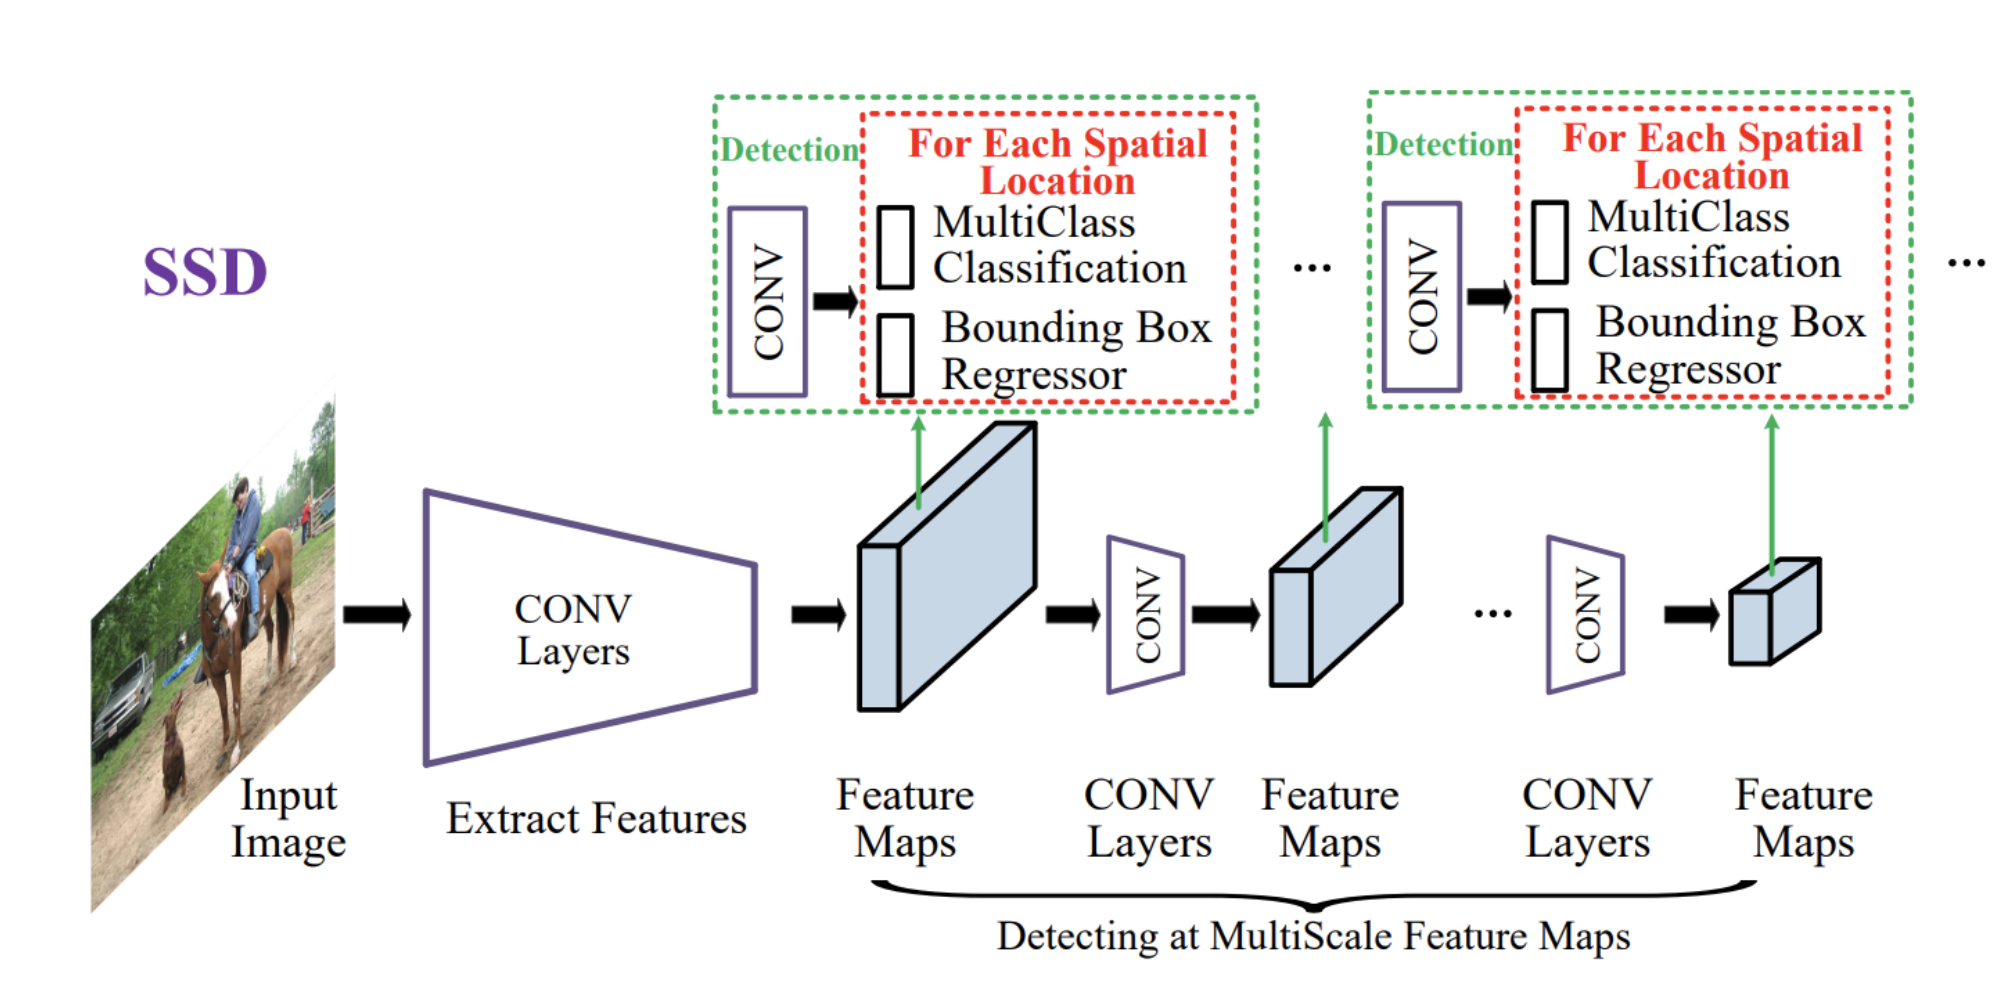 SSD
Detection
For Each Spatial
Location
CONV
MultiClass
Classification
Bounding Box
Regressor
...
Detection
For Each Spatial
Location
CONV
MultiClass
Classification
Bounding Box
Regressor
...
CONV
Layers
CONV
...
CONV
Input
Image
Extract Features
Feature
Maps
CONV
Layers
Feature
Maps
CONV
Layers
Feature
Maps
Detecting at MultiScale Feature Maps